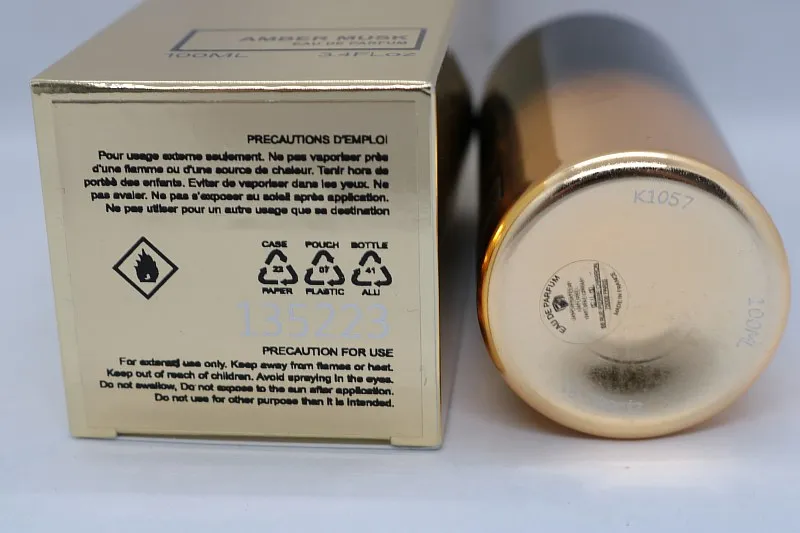 AMBER MUSK
EAU DE PARFUM
100ML 3.4FLoz
PRECAUTIONS D'EMPLOI
Pour usage externe seulement. Ne pas vaporiser près
d'une flamme ou d'une source de chaleur. Tenir hors de
portéé des enfants. Eviter de vaporiser dans les yeux. Ne
pas avaler. Ne pas s'exposer au soleil après application.
Ne pas utiliser pour un autre usage que sa destination
CASE POUCH BOTTLE
22 07 41
PAPIER PLASTIC ALU
135223
PRECAUTION FOR USE
For external use only. Keep away from flames or heat.
Keep out of reach of children. Avoid spraying in the eyes.
Do not swallow, Do not expose to the sun after application.
Do not use for other purpose than it is intended.
K1057
EAU DE PARFUM
MADE IN FRANCE
100ML